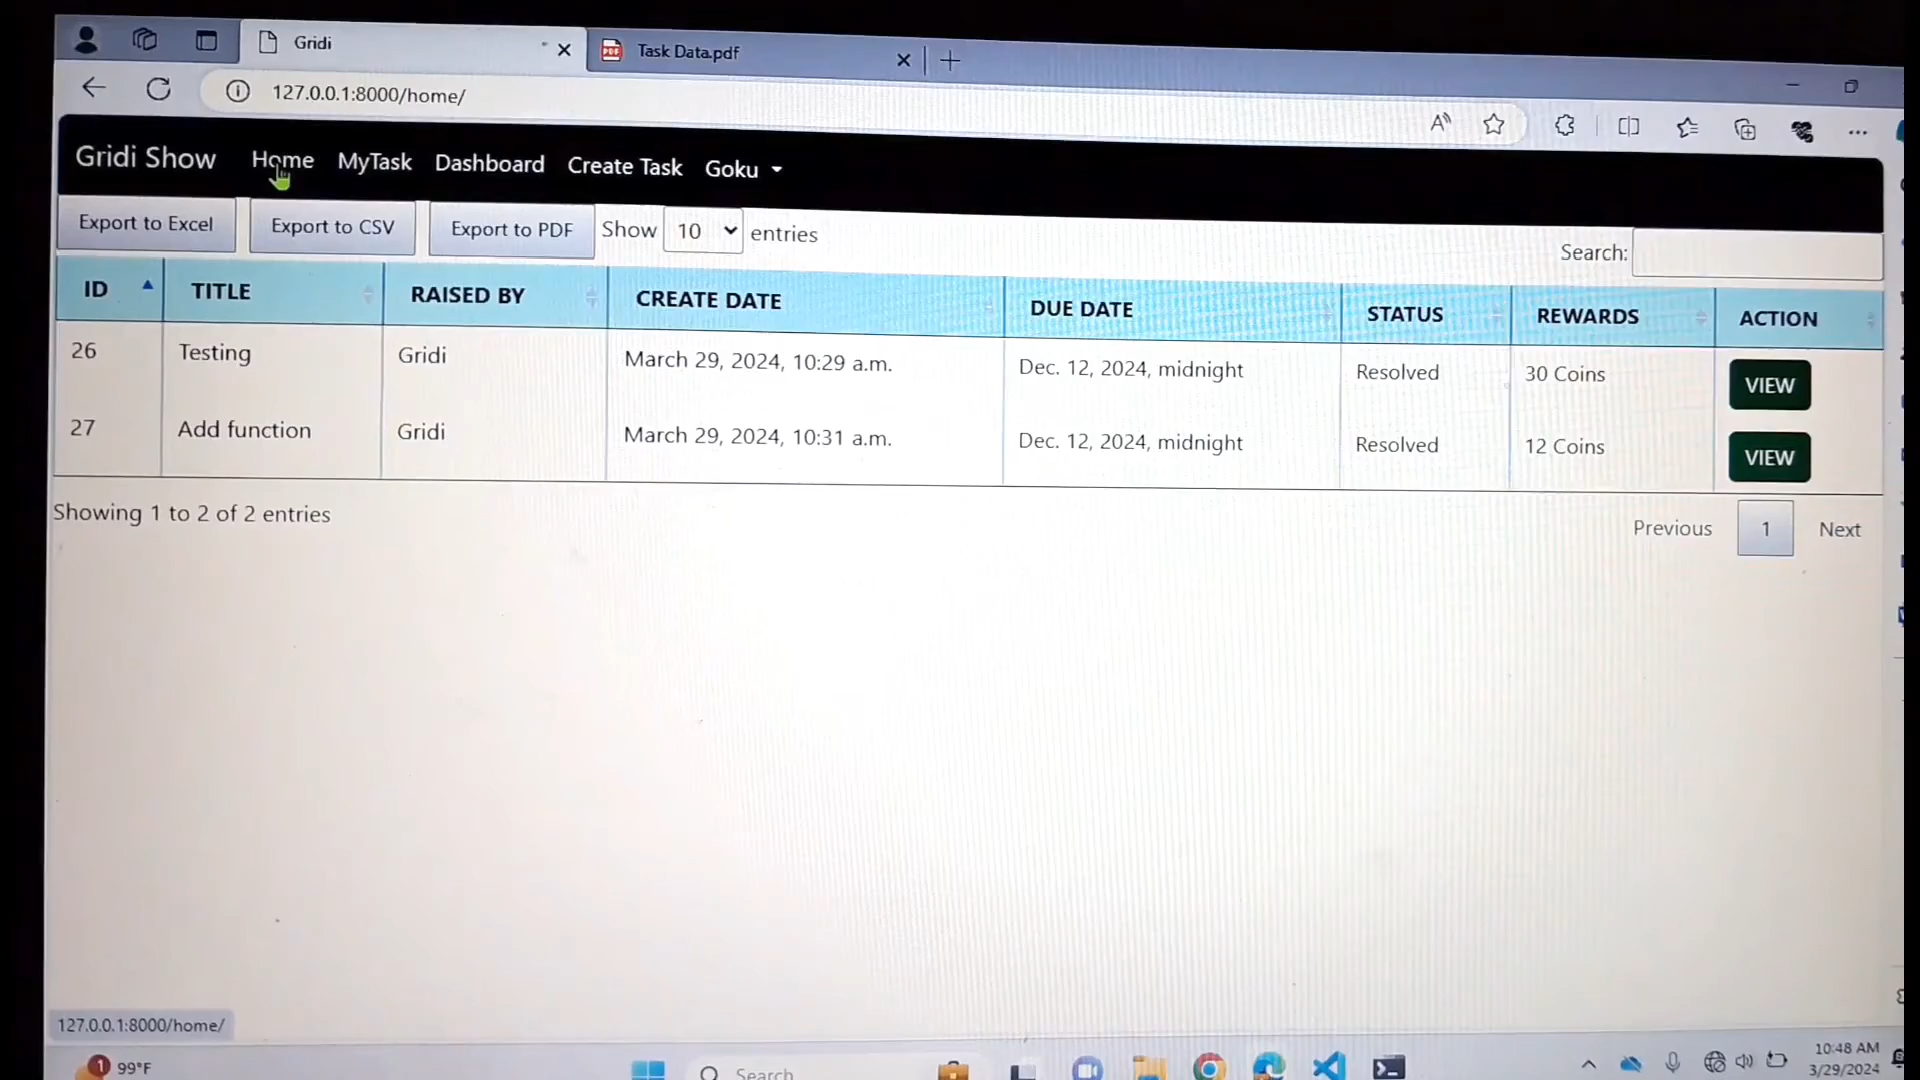 Gridi
Task Data.pdf
127.0.0.1:8000/home/
Gridi Show Home MyTask Dashboard Create Task Goku
Export to Excel Export to CSV Export to PDF Show 10 entries Search:
ID TITLE RAISED BY CREATE DATE DUE DATE STATUS REWARDS ACTION
26 Testing Gridi March 29, 2024, 10:29 a.m. Dec. 12, 2024, midnight Resolved 30 Coins VIEW
27 Add function Gridi March 29, 2024, 10:31 a.m. Dec. 12, 2024, midnight Resolved 12 Coins VIEW
Showing 1 to 2 of 2 entries Previous 1 Next
127.0.0.1:8000/home/
1 99°F Search 10:48 AM
3/29/2024